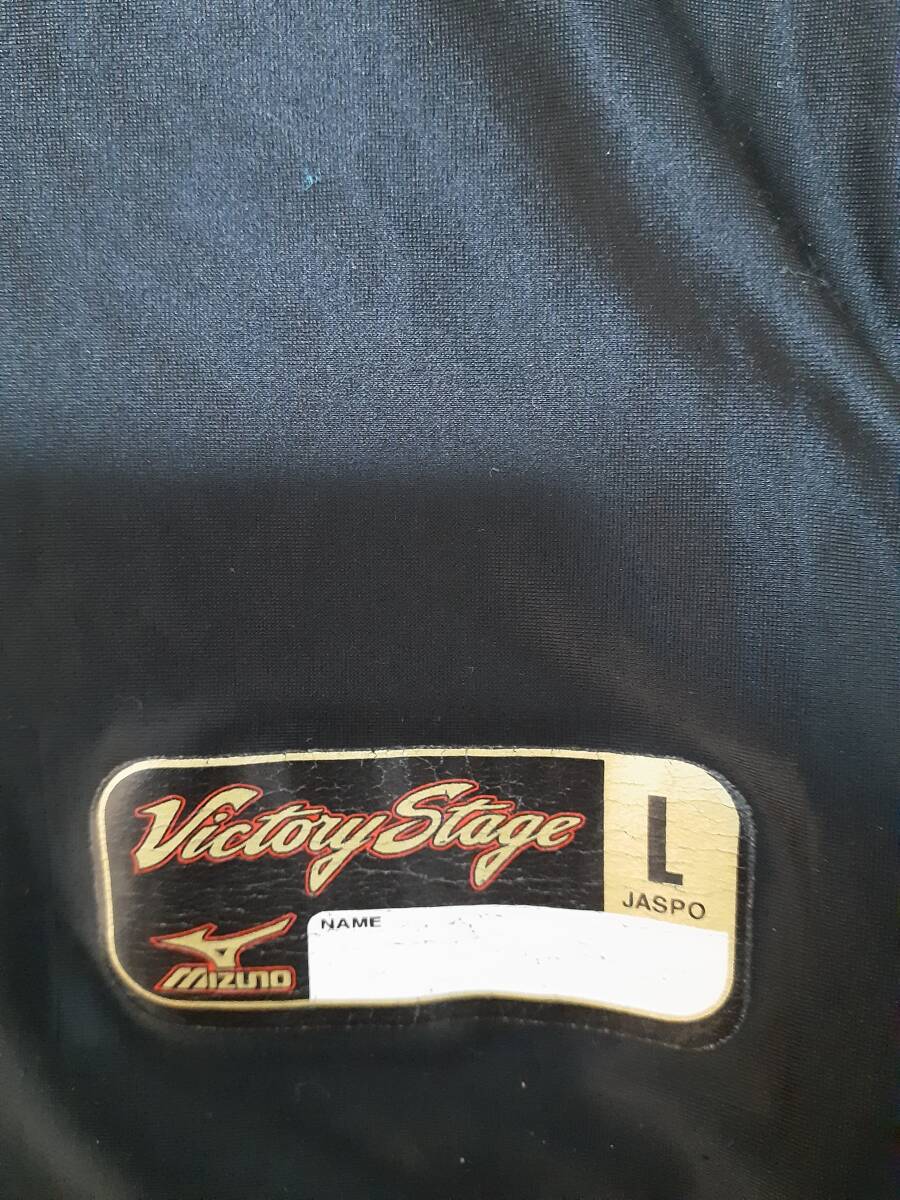 Victory Stage
L
JASPO
NAME
MIZUNO